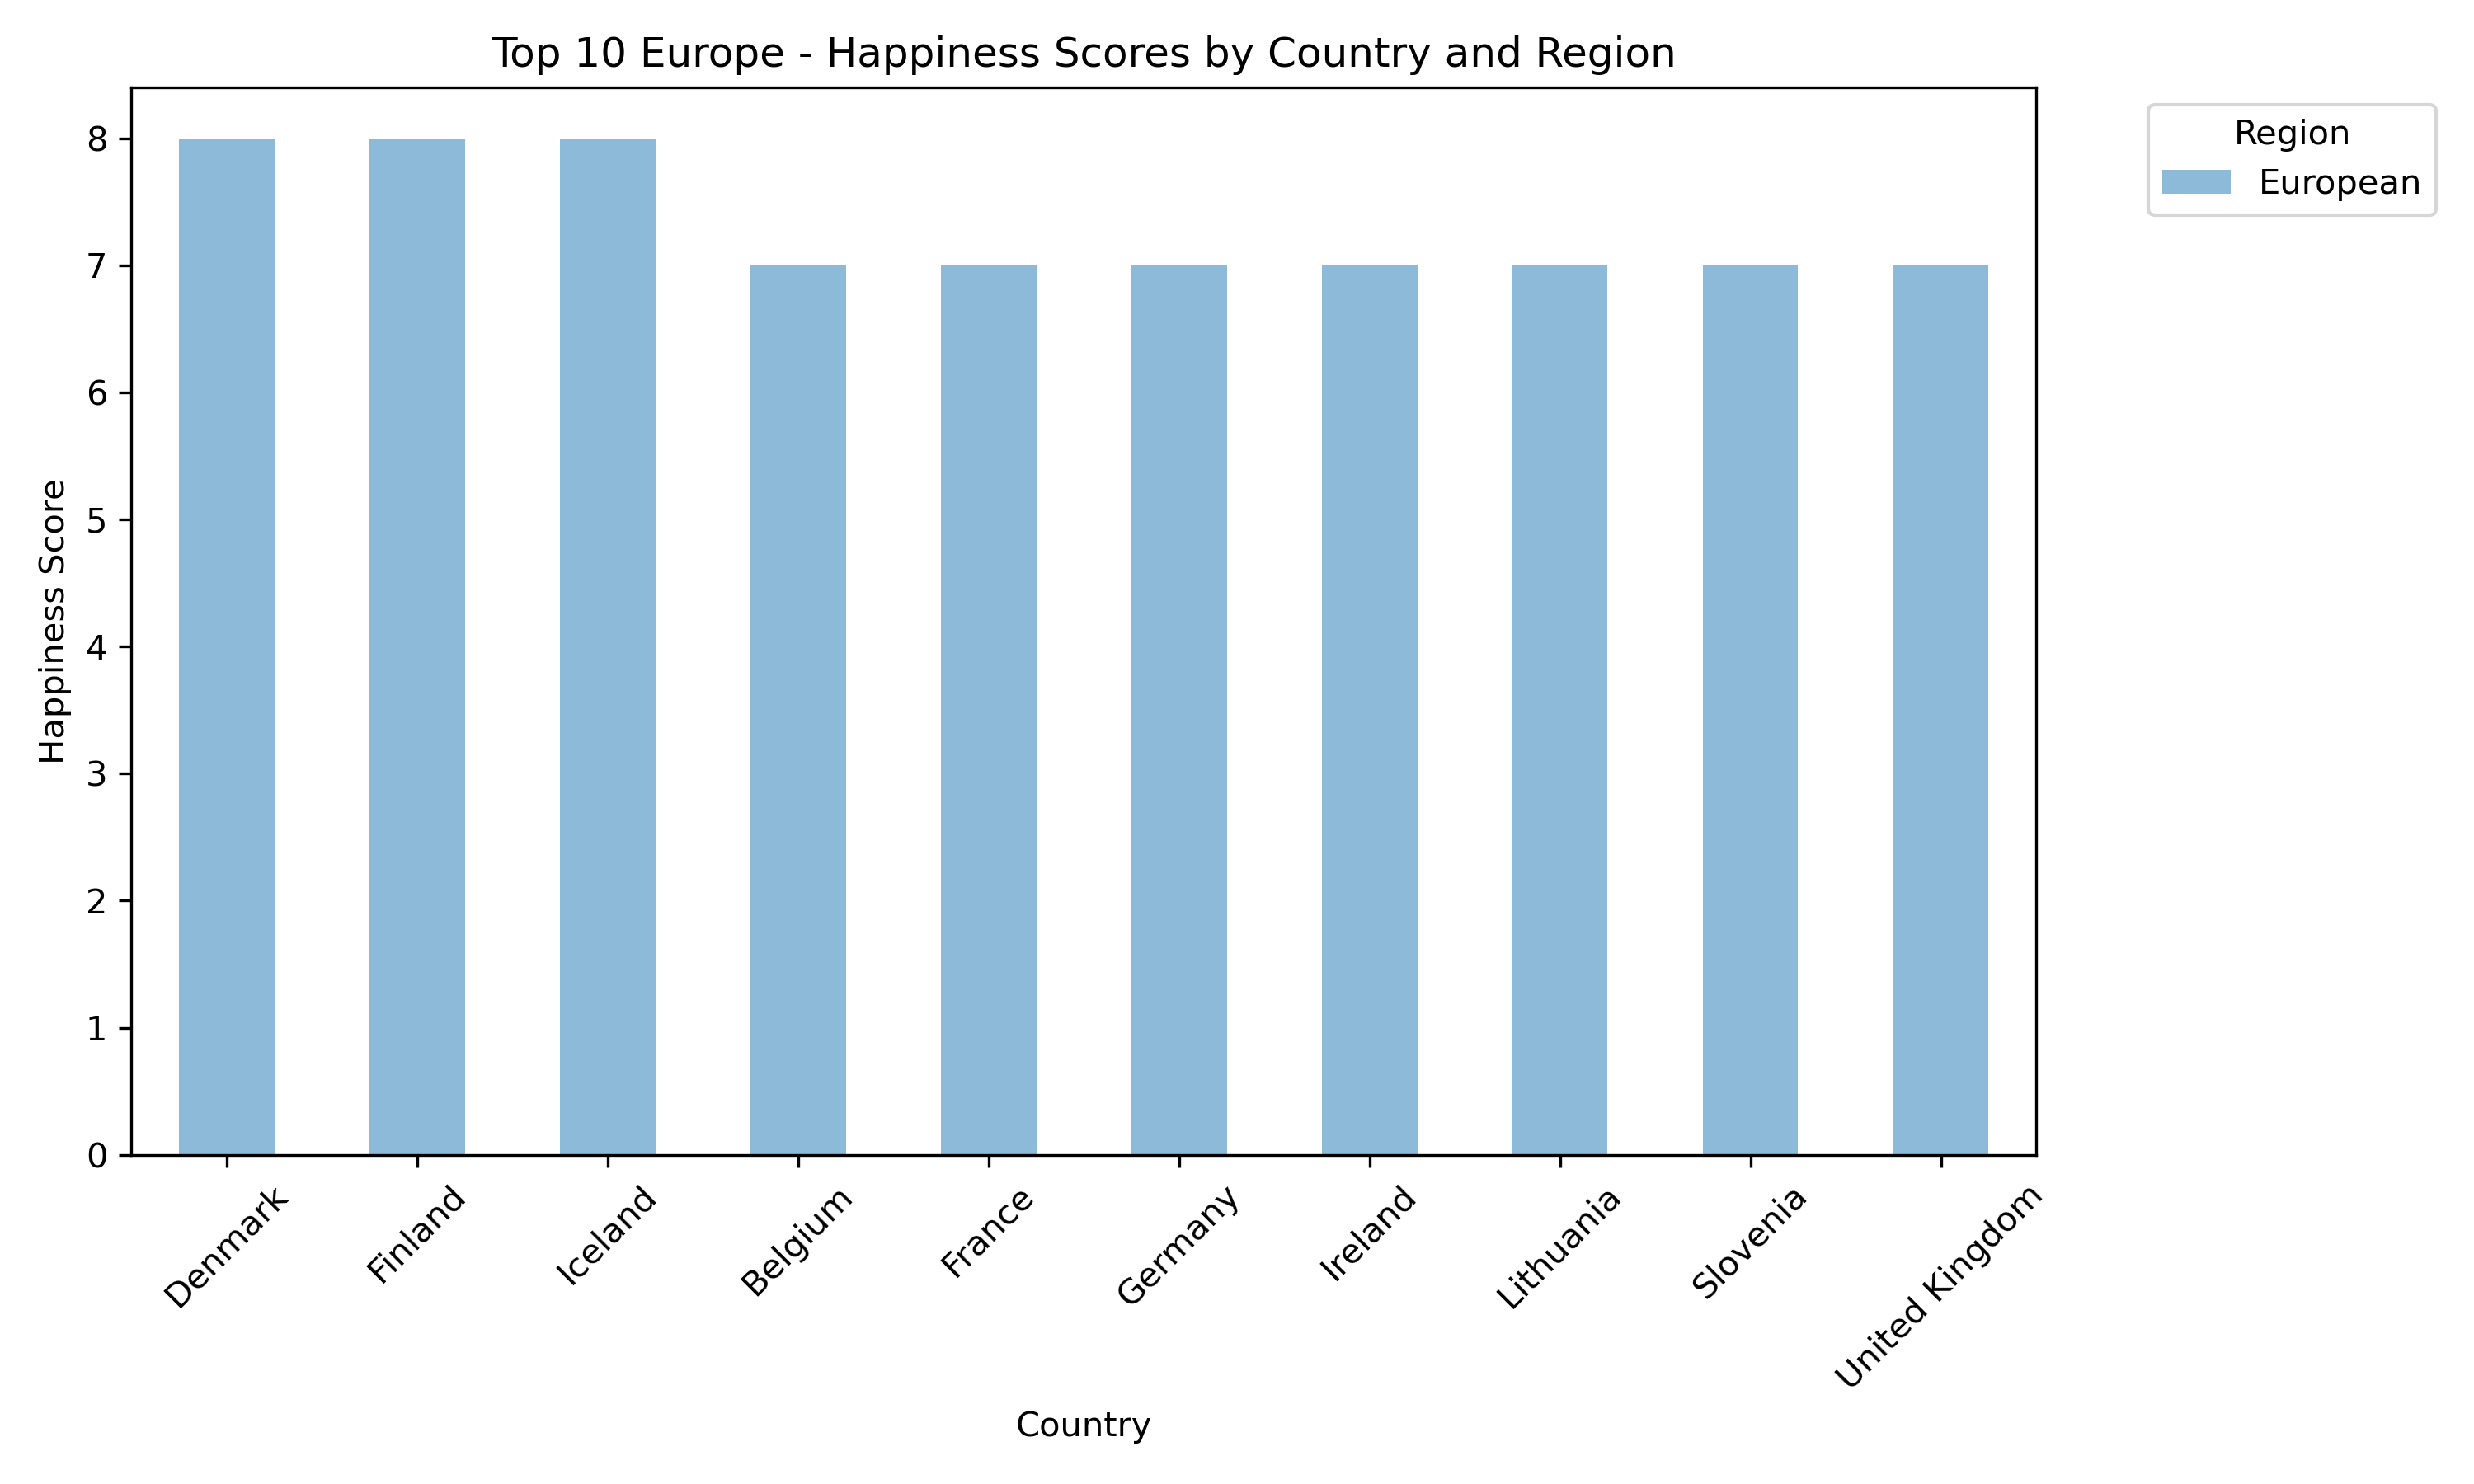 Top 10 Europe - Happiness Scores by Country and Region
Region
European
8
7
6
5
4
3
2
1
0
Happiness Score
Denmark
Finland
Iceland
Belgium
France
Germany
Ireland
Lithuania
Slovenia
United Kingdom
Country